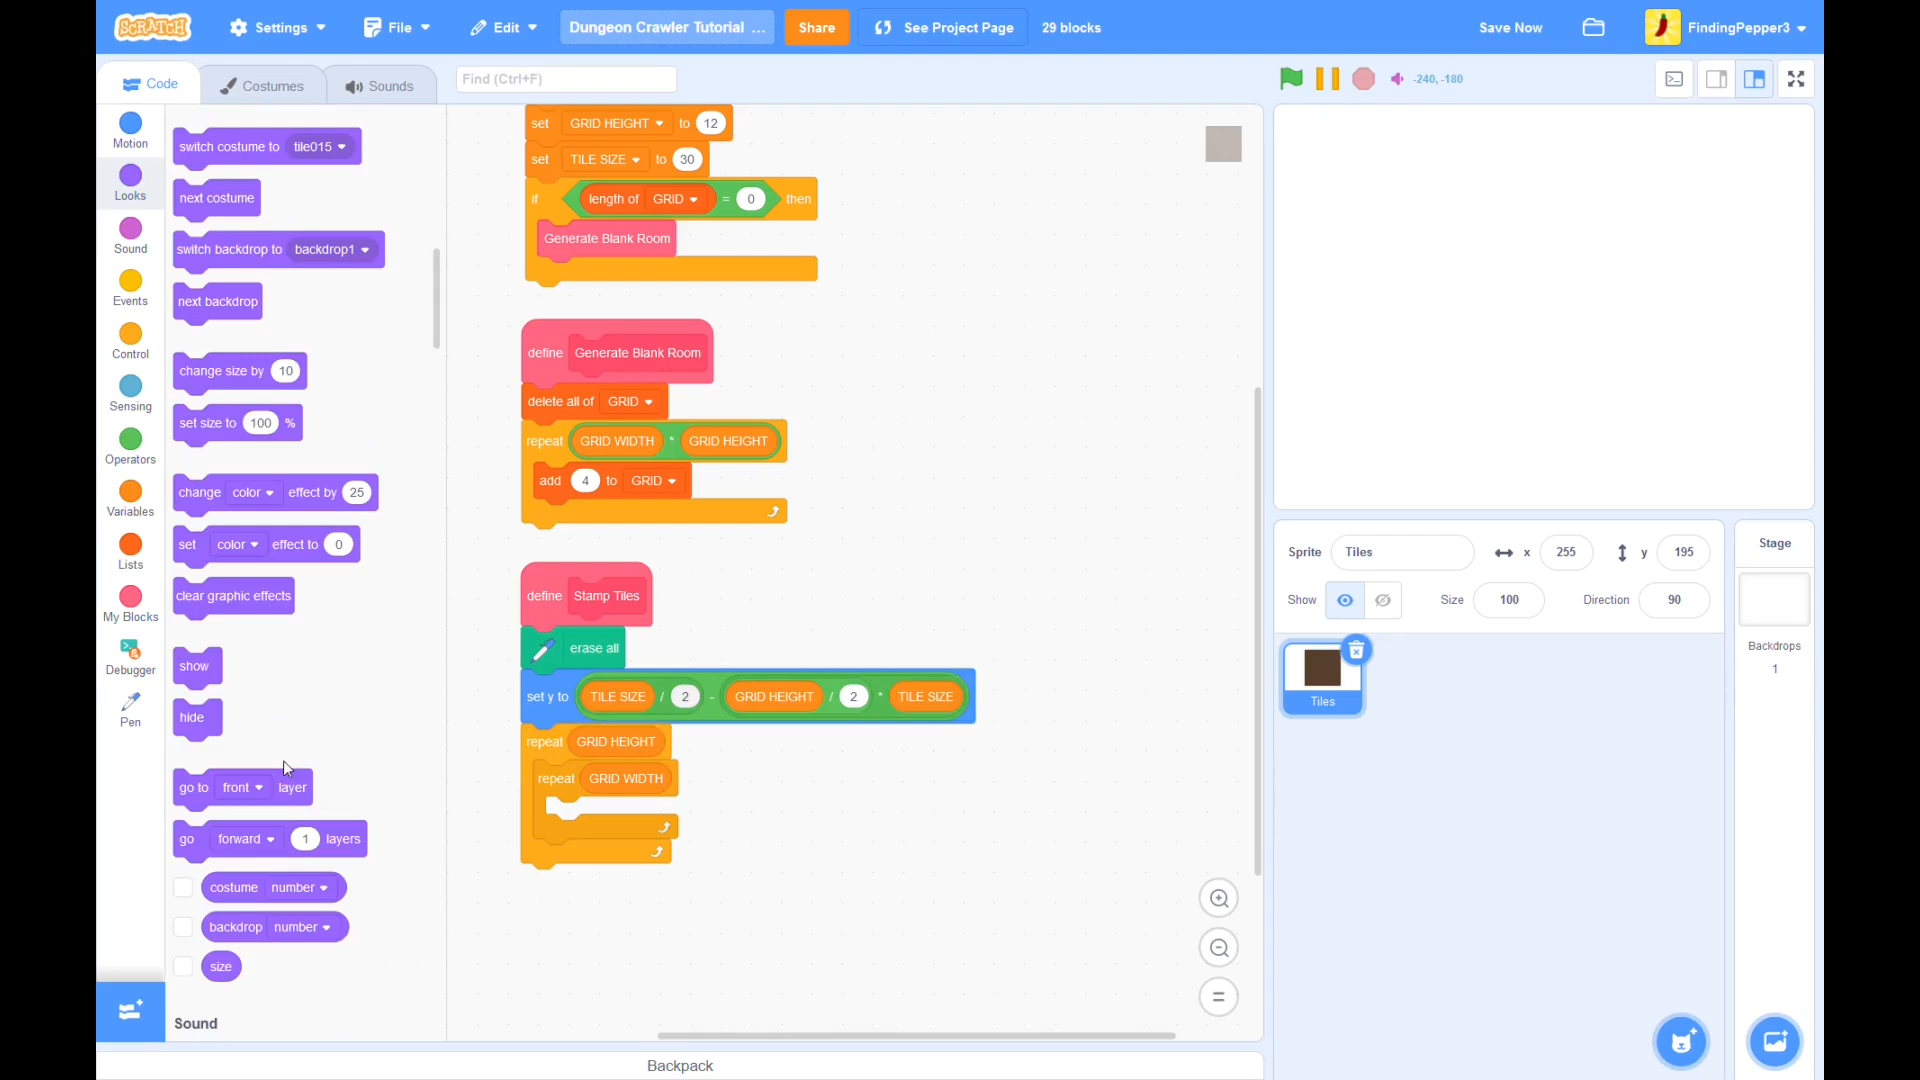 SCRATCH Settings File Edit Dungeon Crawler Tutorial ... Share See Project Page 29 blocks Save Now FindingPepper3
Code Costumes Sounds Find (Ctrl+F) -240, -180
Motion
Looks
Sound
Events
Control
Sensing
Operators
Variables
Lists
My Blocks
Debugger
Pen
switch costume to tile015
next costume
switch backdrop to backdrop1
next backdrop
change size by 10
set size to 100 %
change color effect by 25
set color effect to 0
clear graphic effects
show
hide
go to front layer
go forward 1 layers
costume number
backdrop number
size
Sound
set GRID HEIGHT to 12
set TILE SIZE to 30
if length of GRID = 0 then
Generate Blank Room
define Generate Blank Room
delete all of GRID
repeat GRID WIDTH * GRID HEIGHT
add 4 to GRID
define Stamp Tiles
erase all
set y to TILE SIZE / 2 - GRID HEIGHT / 2 * TILE SIZE
repeat GRID HEIGHT
repeat GRID WIDTH
Backpack
Sprite Tiles x 255 y 195
Show Size 100 Direction 90
Tiles
Stage
Backdrops
1